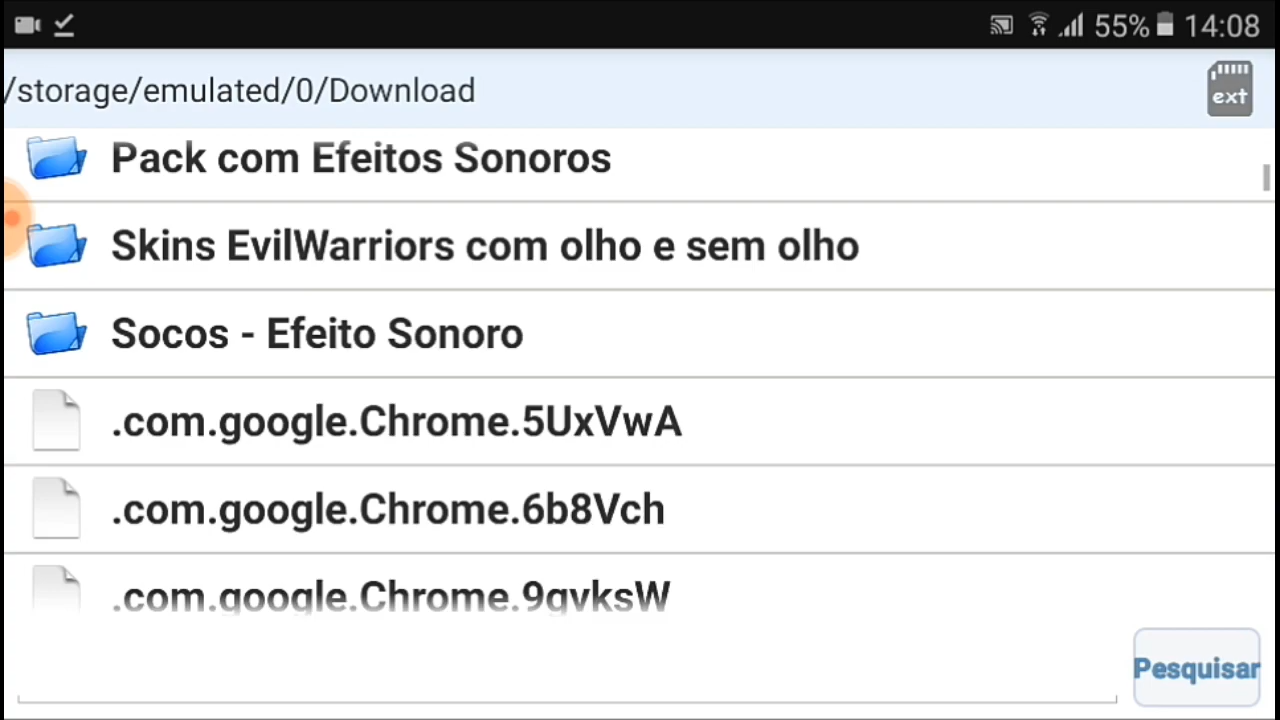 55% 14:08
/storage/emulated/0/Download
ext
Pack com Efeitos Sonoros
Skins EvilWarriors com olho e sem olho
Socos - Efeito Sonoro
.com.google.Chrome.5UxVwA
.com.google.Chrome.6b8Vch
.com.google.Chrome.9gvksW
Pesquisar